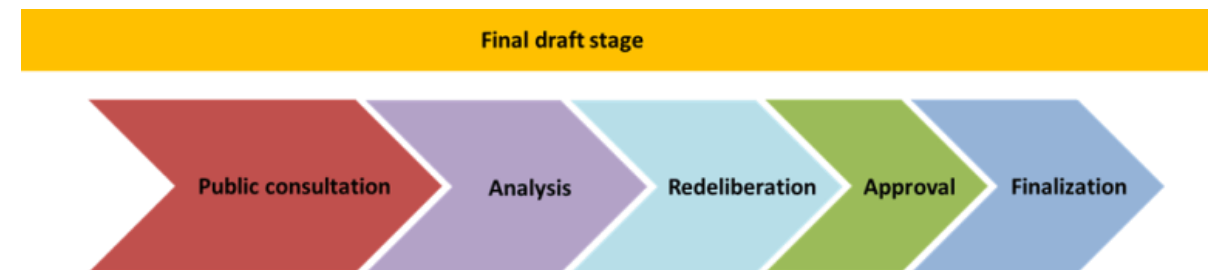 Final draft stage
Public consultation
Analysis
Redeliberation
Approval
Finalization